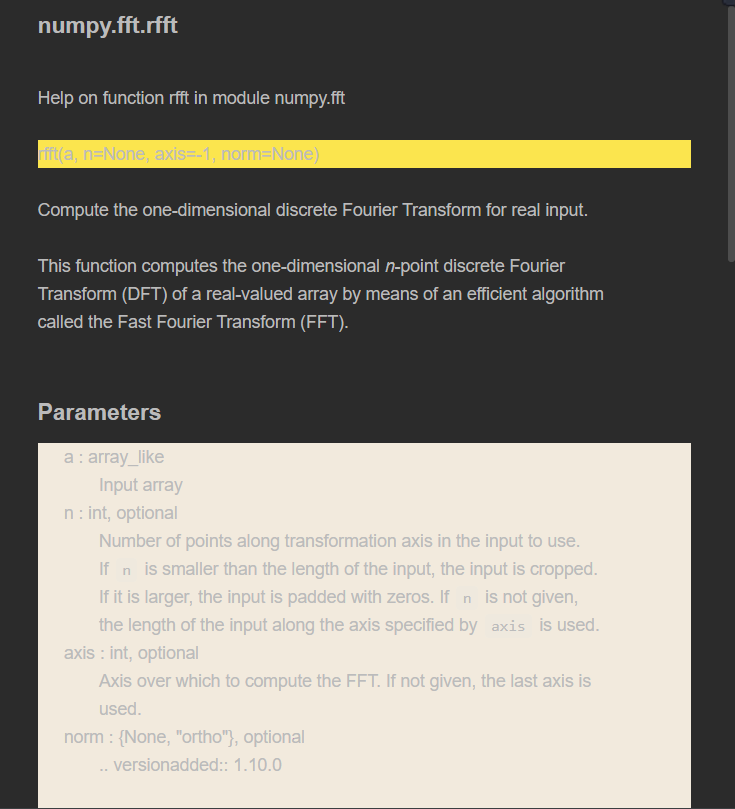 numpy.fft.rfft
Help on function rfft in module numpy.fft
rfft(a, n=None, axis=-1, norm=None)
Compute the one-dimensional discrete Fourier Transform for real input.
This function computes the one-dimensional n-point discrete Fourier
Transform (DFT) of a real-valued array by means of an efficient algorithm
called the Fast Fourier Transform (FFT).
Parameters
a : array_like
Input array
n : int, optional
Number of points along transformation axis in the input to use.
If n is smaller than the length of the input, the input is cropped.
If it is larger, the input is padded with zeros. If n is not given,
the length of the input along the axis specified by axis is used.
axis : int, optional
Axis over which to compute the FFT. If not given, the last axis is
used.
norm : {None, "ortho"}, optional
.. versionadded:: 1.10.0